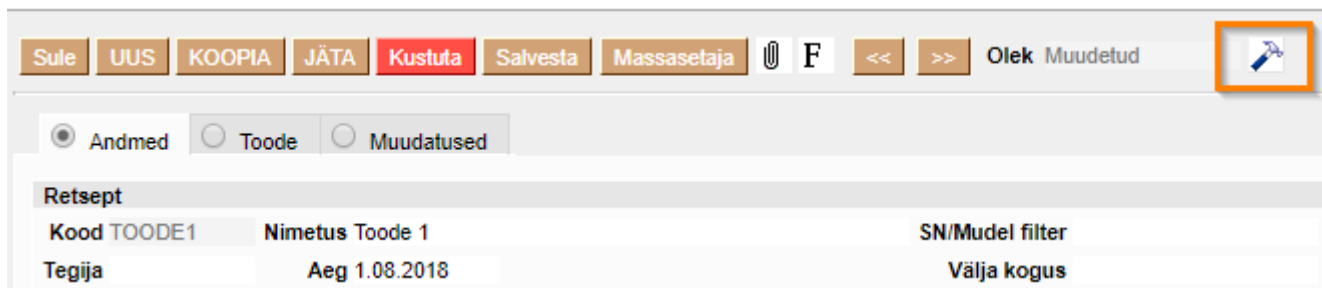 Sule UUS KOOPIA JÄTA Kustuta Salvesta Massasetaja F << >> Olek Muudetud
Andmed Toode Muudatused
Retsept
Kood TOODE1 Nimetus Toode 1 SN/Mudel filter
Tegija Aeg 1.08.2018 Välja kogus